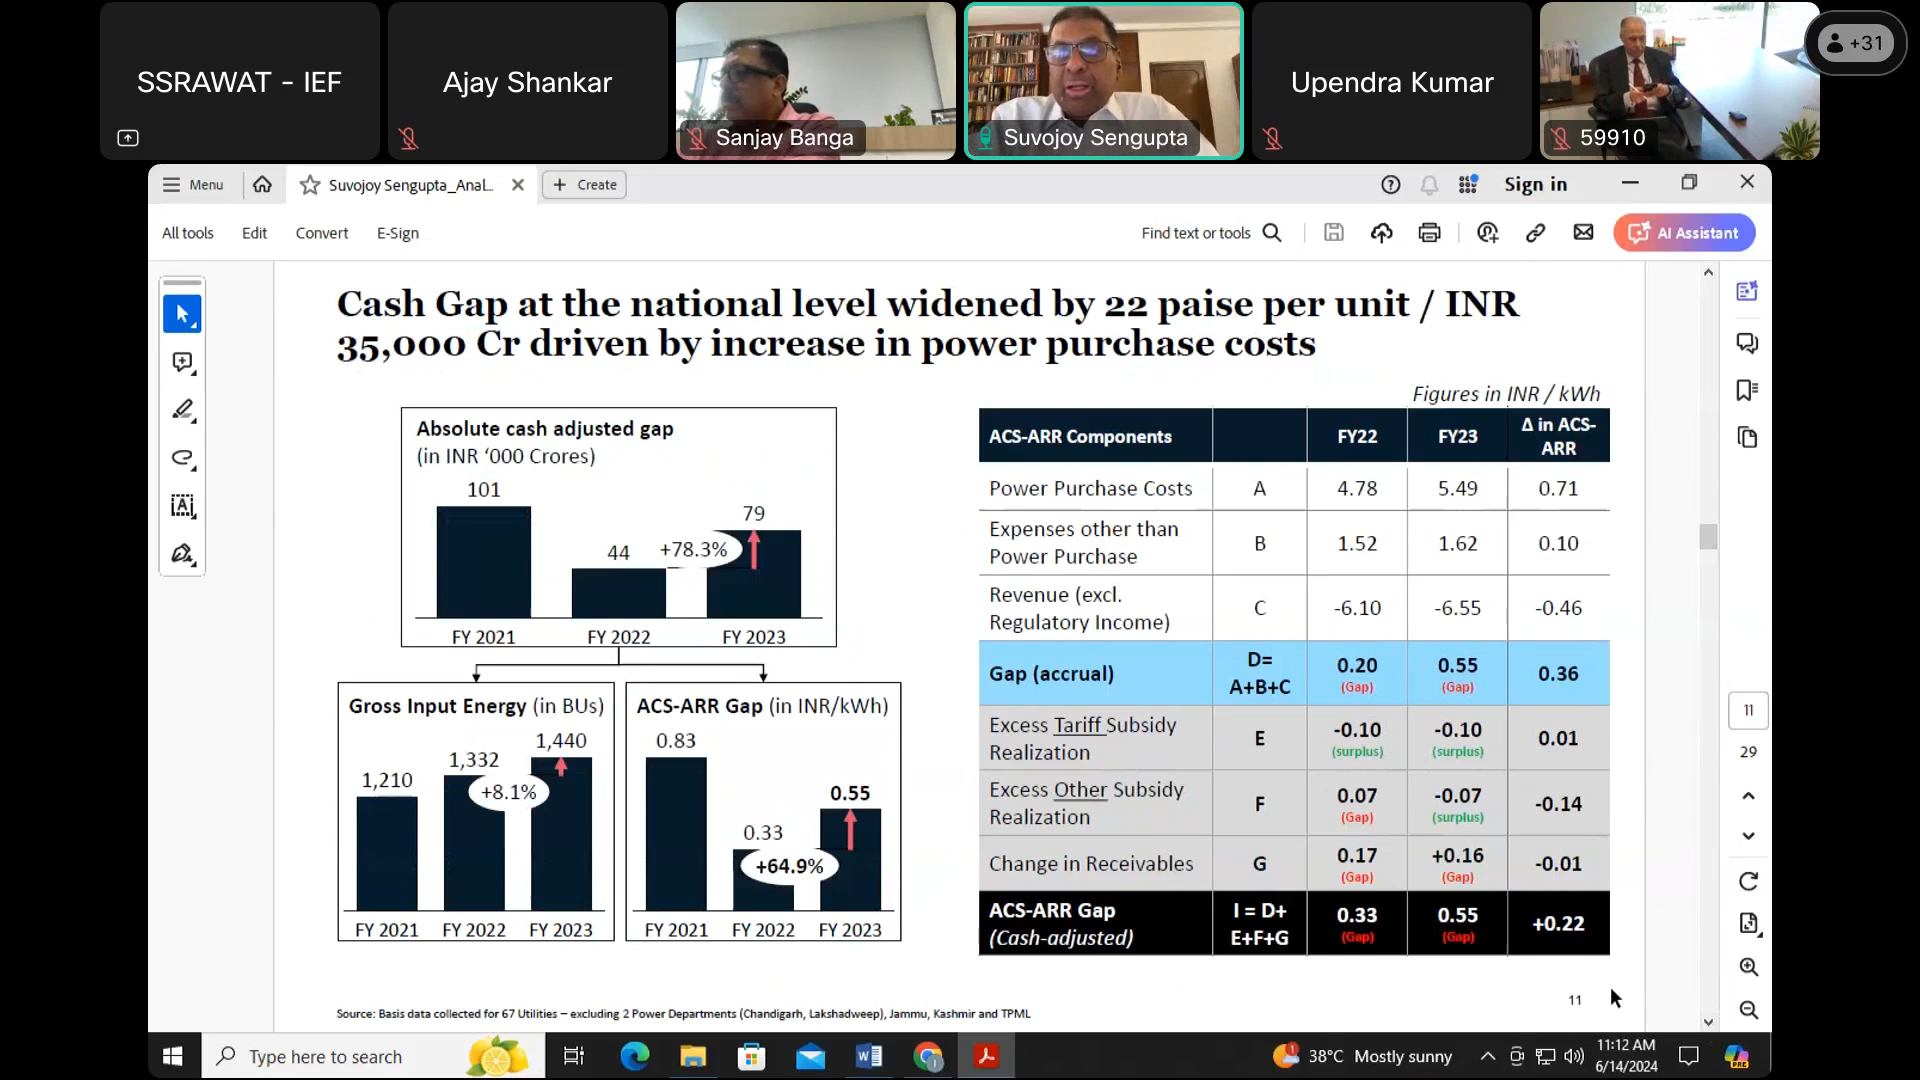 SSRAWAT - IEF
Ajay Shankar
Sanjay Banga
Suvojoy Sengupta
Upendra Kumar
59910
+31
Menu
Suvojoy Sengupta_Anal...
Create
Sign in
All tools
Edit
Convert
E-Sign
Find text or tools
AI Assistant
Cash Gap at the national level widened by 22 paise per unit / INR
35,000 Cr driven by increase in power purchase costs
Absolute cash adjusted gap
(in INR ‘000 Crores)
101
44
+78.3%
79
FY 2021
FY 2022
FY 2023
Gross Input Energy (in BUs)
1,210
1,332
+8.1%
1,440
FY 2021
FY 2022
FY 2023
ACS-ARR Gap (in INR/kWh)
0.83
0.33
+64.9%
0.55
FY 2021
FY 2022
FY 2023
Figures in INR / kWh
ACS-ARR Components
FY22
FY23
Δ in ACS-
ARR
Power Purchase Costs
A
4.78
5.49
0.71
Expenses other than
Power Purchase
B
1.52
1.62
0.10
Revenue (excl.
Regulatory Income)
C
-6.10
-6.55
-0.46
Gap (accrual)
D=
A+B+C
0.20
(Gap)
0.55
(Gap)
0.36
Excess Tariff Subsidy
Realization
E
-0.10
(surplus)
-0.10
(surplus)
0.01
Excess Other Subsidy
Realization
F
0.07
(Gap)
-0.07
(surplus)
-0.14
Change in Receivables
G
0.17
(Gap)
+0.16
(Gap)
-0.01
ACS-ARR Gap
(Cash-adjusted)
I = D+
E+F+G
0.33
(Gap)
0.55
(Gap)
+0.22
11
Source: Basis data collected for 67 Utilities – excluding 2 Power Departments (Chandigarh, Lakshadweep), Jammu, Kashmir and TPML
11
29
Type here to search
38°C Mostly sunny
11:12 AM
6/14/2024